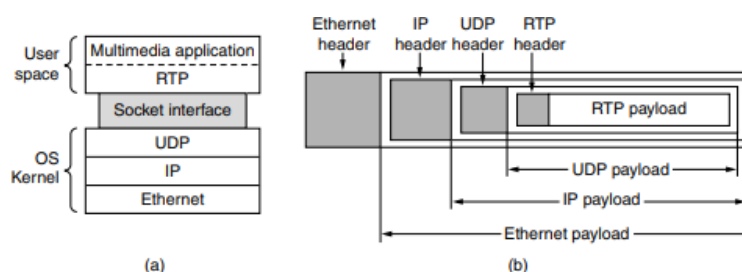 User
space
Multimedia application
RTP
Socket interface
OS
Kernel
UDP
IP
Ethernet
(a)
Ethernet
header
IP
header
UDP
header
RTP
header
RTP payload
UDP payload
IP payload
Ethernet payload
(b)